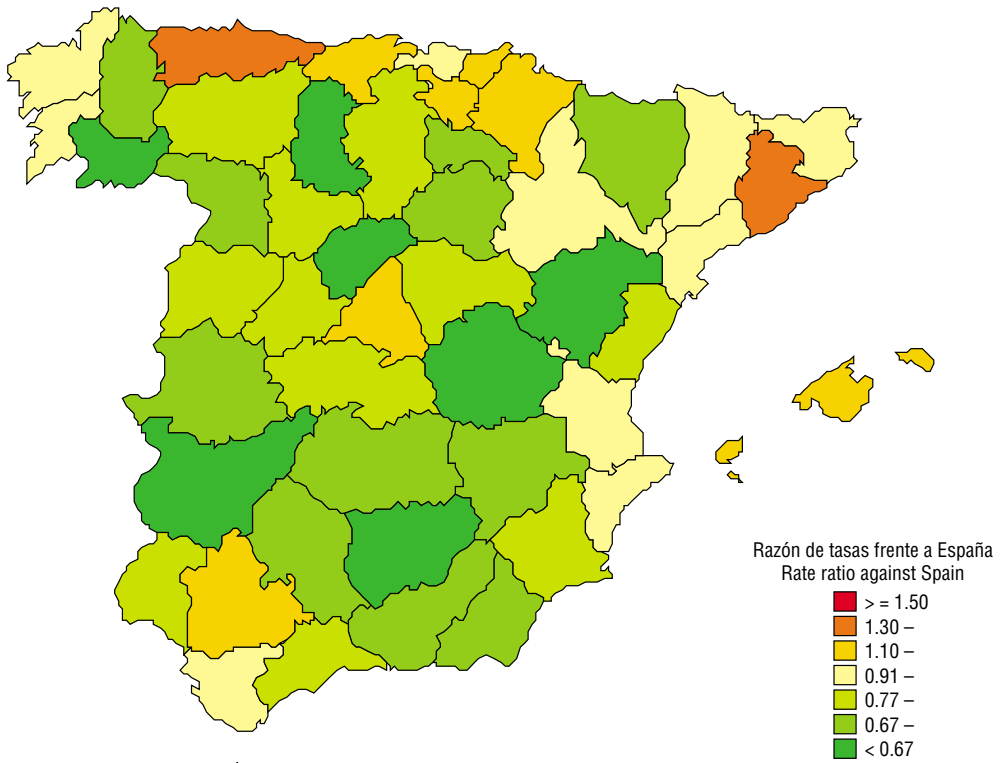 Razón de tasas frente a España
Rate ratio against Spain
> = 1.50
1.30 –
1.10 –
0.91 –
0.77 –
0.67 –
< 0.67